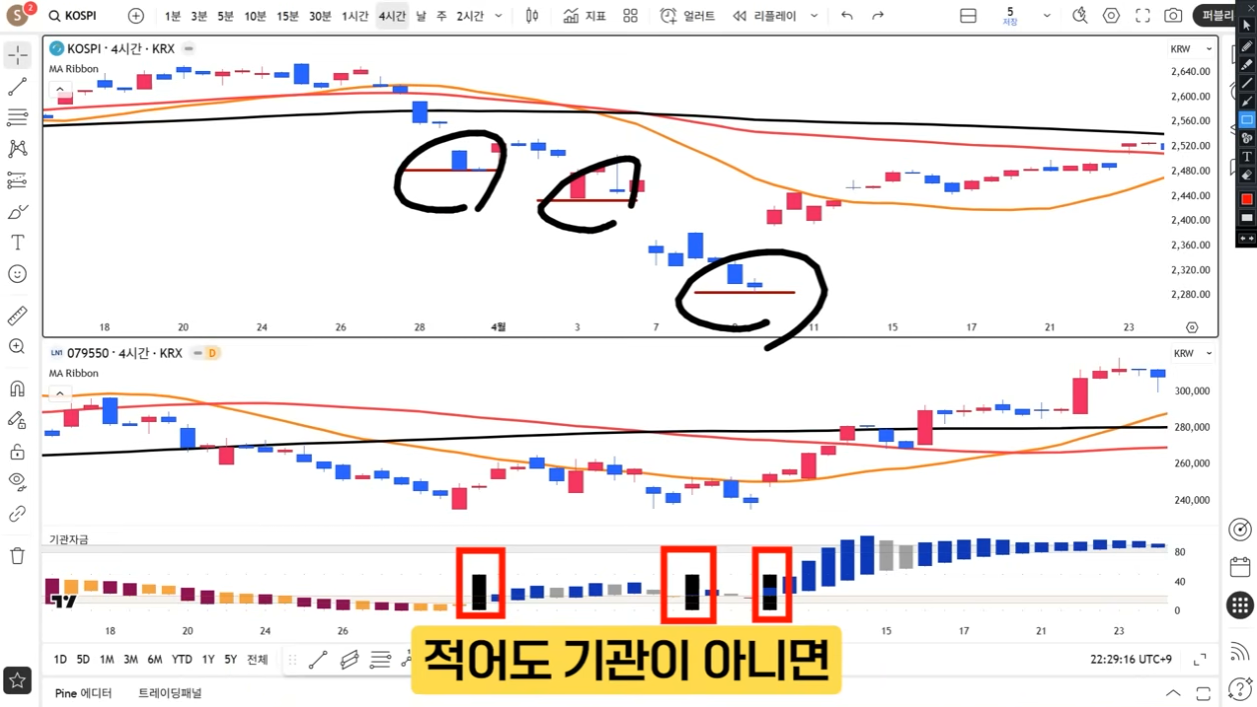 S 2 KOSPI 1분 3분 5분 10분 15분 30분 1시간 4시간 날 주 2시간 지표 얼러트 리플레이 5 저장 퍼블리
KOSPI · 4시간 · KRX
KRW
MA Ribbon
2,640.00
2,600.00
2,560.00
2,520.00
2,480.00
2,440.00
2,400.00
2,360.00
2,320.00
2,280.00
18 20 24 26 28 4월 3 7 9 11 15 17 21 23
LN1 079550 · 4시간 · KRX D
KRW
MA Ribbon
300,000
280,000
260,000
240,000
기관자금
80
40
0
18 20 24 26 15 17 21 23
적어도 기관이 아니면
1D 5D 1M 3M 6M YTD 1Y 5Y 전체
22:29:16 UTC+9
Pine 에디터 트레이딩패널